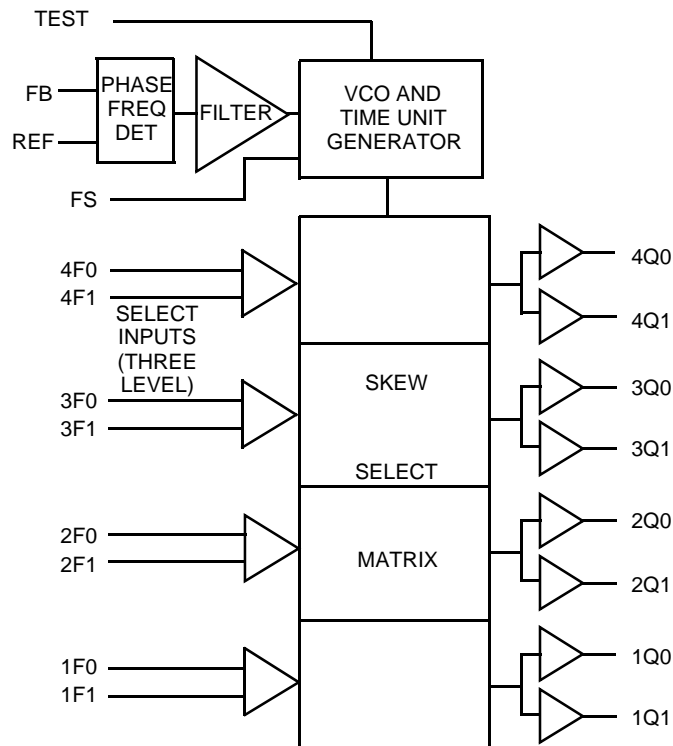 TEST
FB
REF
PHASE
FREQ
DET
FILTER
VCO AND
TIME UNIT
GENERATOR
FS
4F0
4F1
SELECT
INPUTS
(THREE
LEVEL)
3F0
3F1
2F0
2F1
1F0
1F1
SKEW
SELECT
MATRIX
4Q0
4Q1
3Q0
3Q1
2Q0
2Q1
1Q0
1Q1